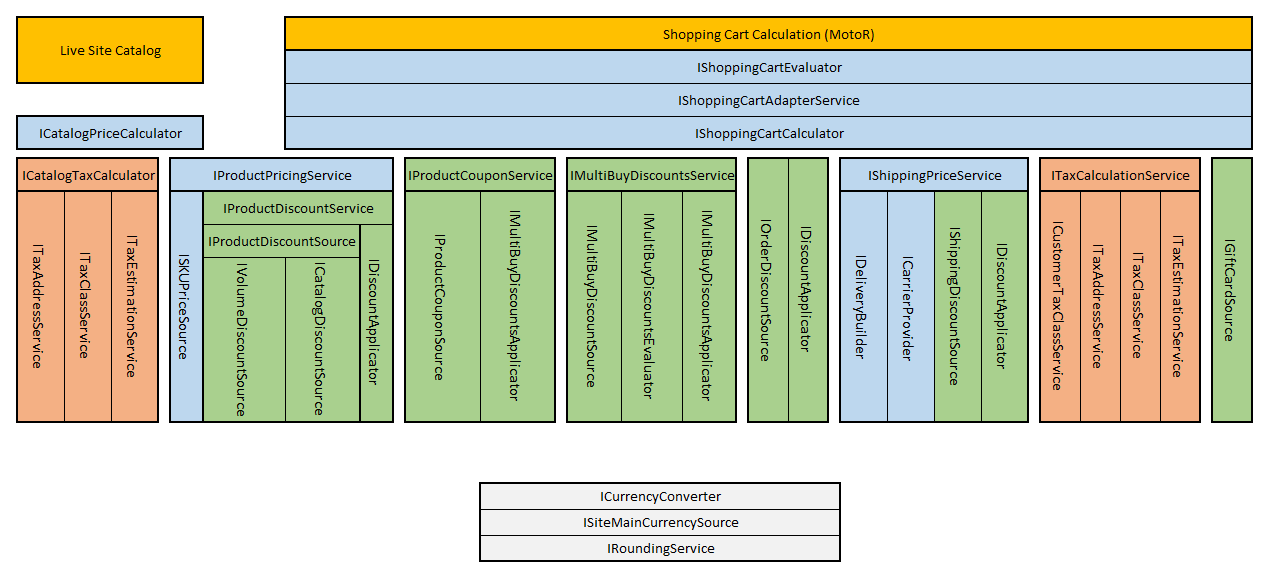 Live Site Catalog
Shopping Cart Calculation (MotoR)
IShoppingCartEvaluator
IShoppingCartAdapterService
ICatalogPriceCalculator
IShoppingCartCalculator
ICatalogTaxCalculator
ITaxAddressService
ITaxClassService
ITaxEstimationService
IProductPricingService
ISKUPriceSource
IProductDiscountService
IProductDiscountSource
IVolumeDiscountSource
ICatalogDiscountSource
IDiscountApplicator
IProductCouponService
IProductCouponSource
IMultiBuyDiscountsApplicator
IMultiBuyDiscountsService
IMultiBuyDiscountSource
IMultiBuyDiscountsEvaluator
IMultiBuyDiscountsApplicator
IOrderDiscountSource
IDiscountApplicator
IShippingPriceService
IDeliveryBuilder
ICarrierProvider
IShippingDiscountSource
IDiscountApplicator
ITaxCalculationService
ICustomerTaxClassService
ITaxAddressService
ITaxClassService
ITaxEstimationService
IGiftCardSource
ICurrencyConverter
ISiteMainCurrencySource
IRoundingService